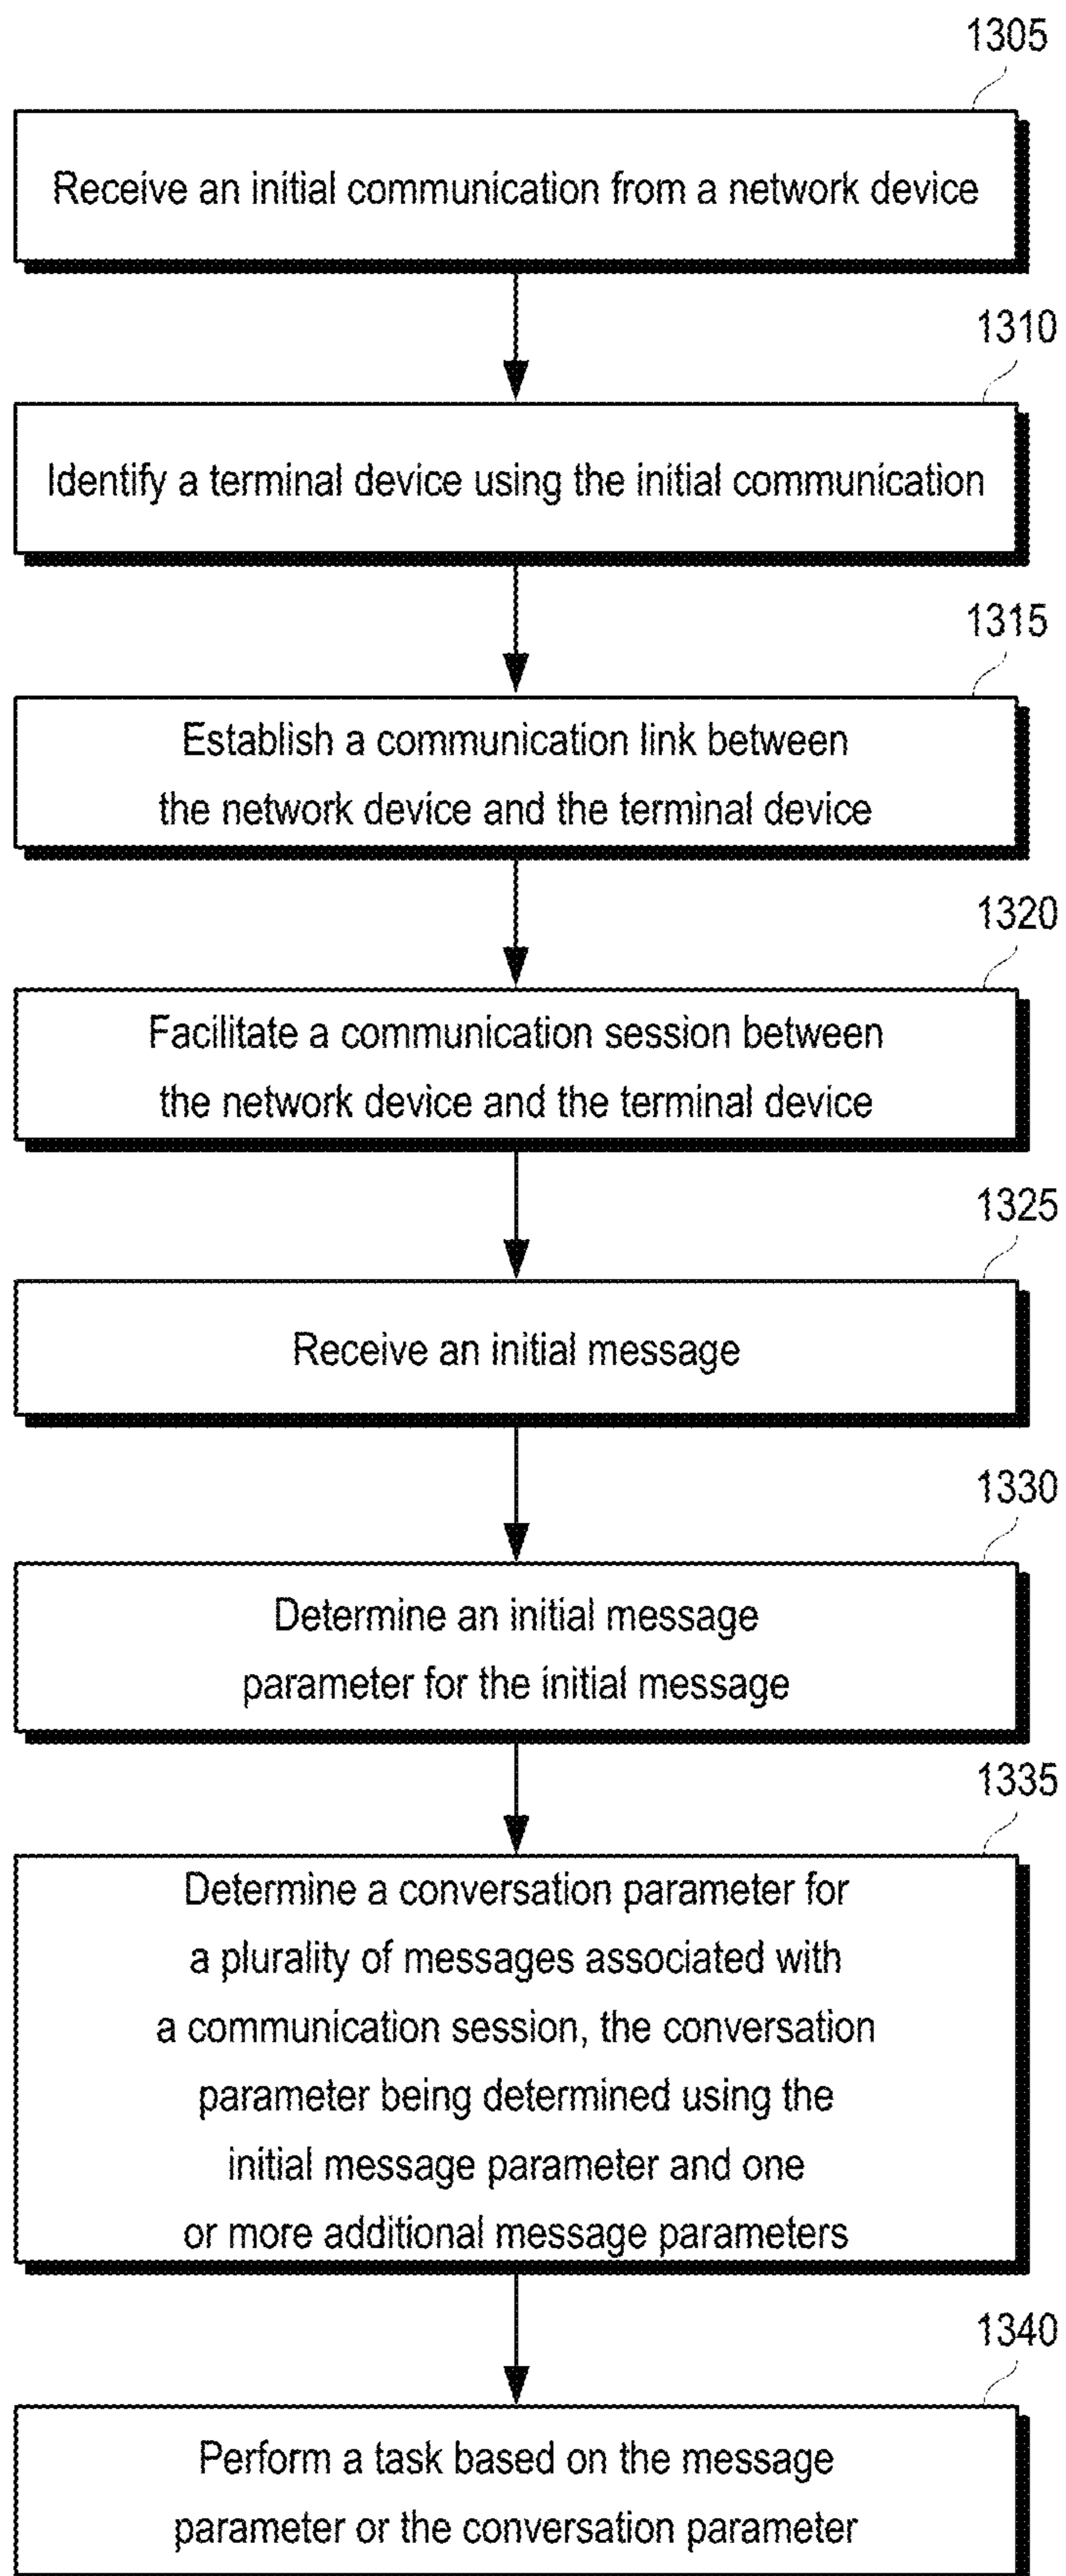 1305
Receive an initial communication from a network device
1310
Identify a terminal device using the initial communication
1315
Establish a communication link between
the network device and the terminal device
1320
Facilitate a communication session between
the network device and the terminal device
1325
Receive an initial message
1330
Determine an initial message
parameter for the initial message
1335
Determine a conversation parameter for
a plurality of messages associated with
a communication session, the conversation
parameter being determined using the
initial message parameter and one
or more additional message parameters
1340
Perform a task based on the message
parameter or the conversation parameter